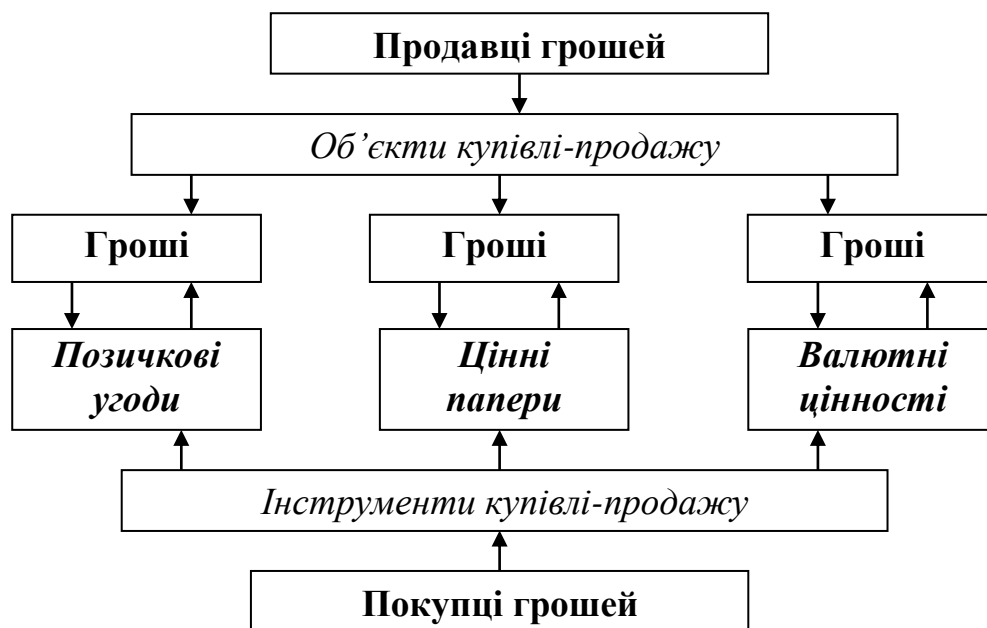 Продавці грошей
Об’єкти купівлі-продажу
Гроші
Гроші
Гроші
Позичкові
угоди
Цінні
папери
Валютні
цінності
Інструменти купівлі-продажу
Покупці грошей